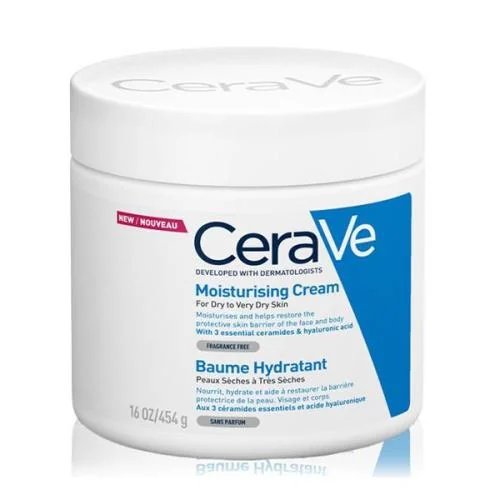 CeraVe
NEW / NOUVEAU
CeraVe
DEVELOPED WITH DERMATOLOGISTS
Moisturising Cream
For Dry to Very Dry Skin
Moisturises and helps restore the
protective skin barrier of the face and body
With 3 essential ceramides & hyaluronic acid
FRAGRANCE FREE
Baume Hydratant
Peaux Sèches à Très Sèches
Nourrit, hydrate et aide à restaurer la barrière
protectrice de la peau. Visage et corps
Aux 3 céramides essentiels et acide hyaluronique
16 OZ/454 g
SANS PARFUM